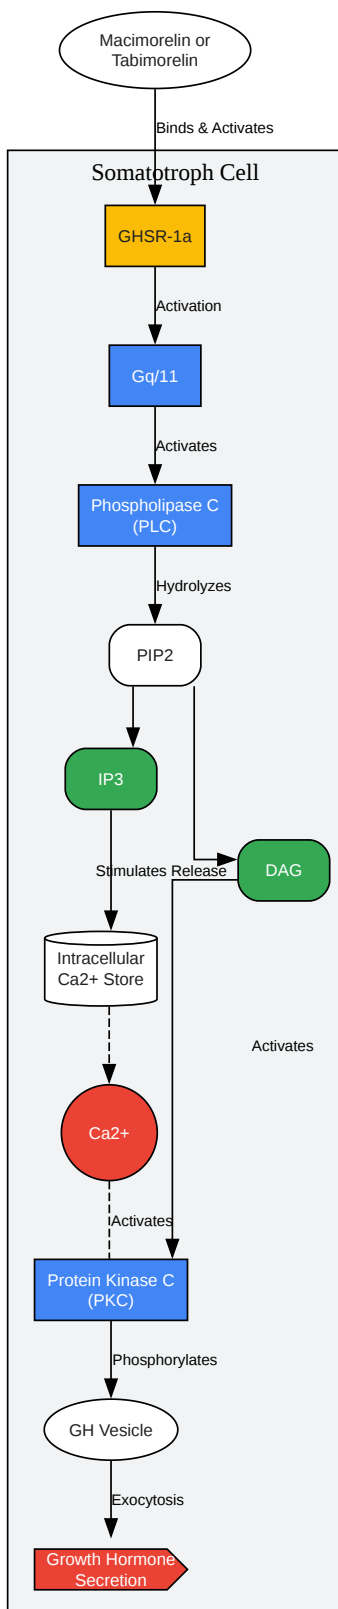 Macimorelin or
Tabimorelin
Binds & Activates
Somatotroph Cell
GHSR-1a
Activation
Gq/11
Activates
Phospholipase C
(PLC)
Hydrolyzes
PIP2
IP3
Stimulates Release
DAG
Intracellular
Ca2+ Store
Activates
Ca2+
Activates
Protein Kinase C
(PKC)
Phosphorylates
GH Vesicle
Exocytosis
Growth Hormone
Secretion